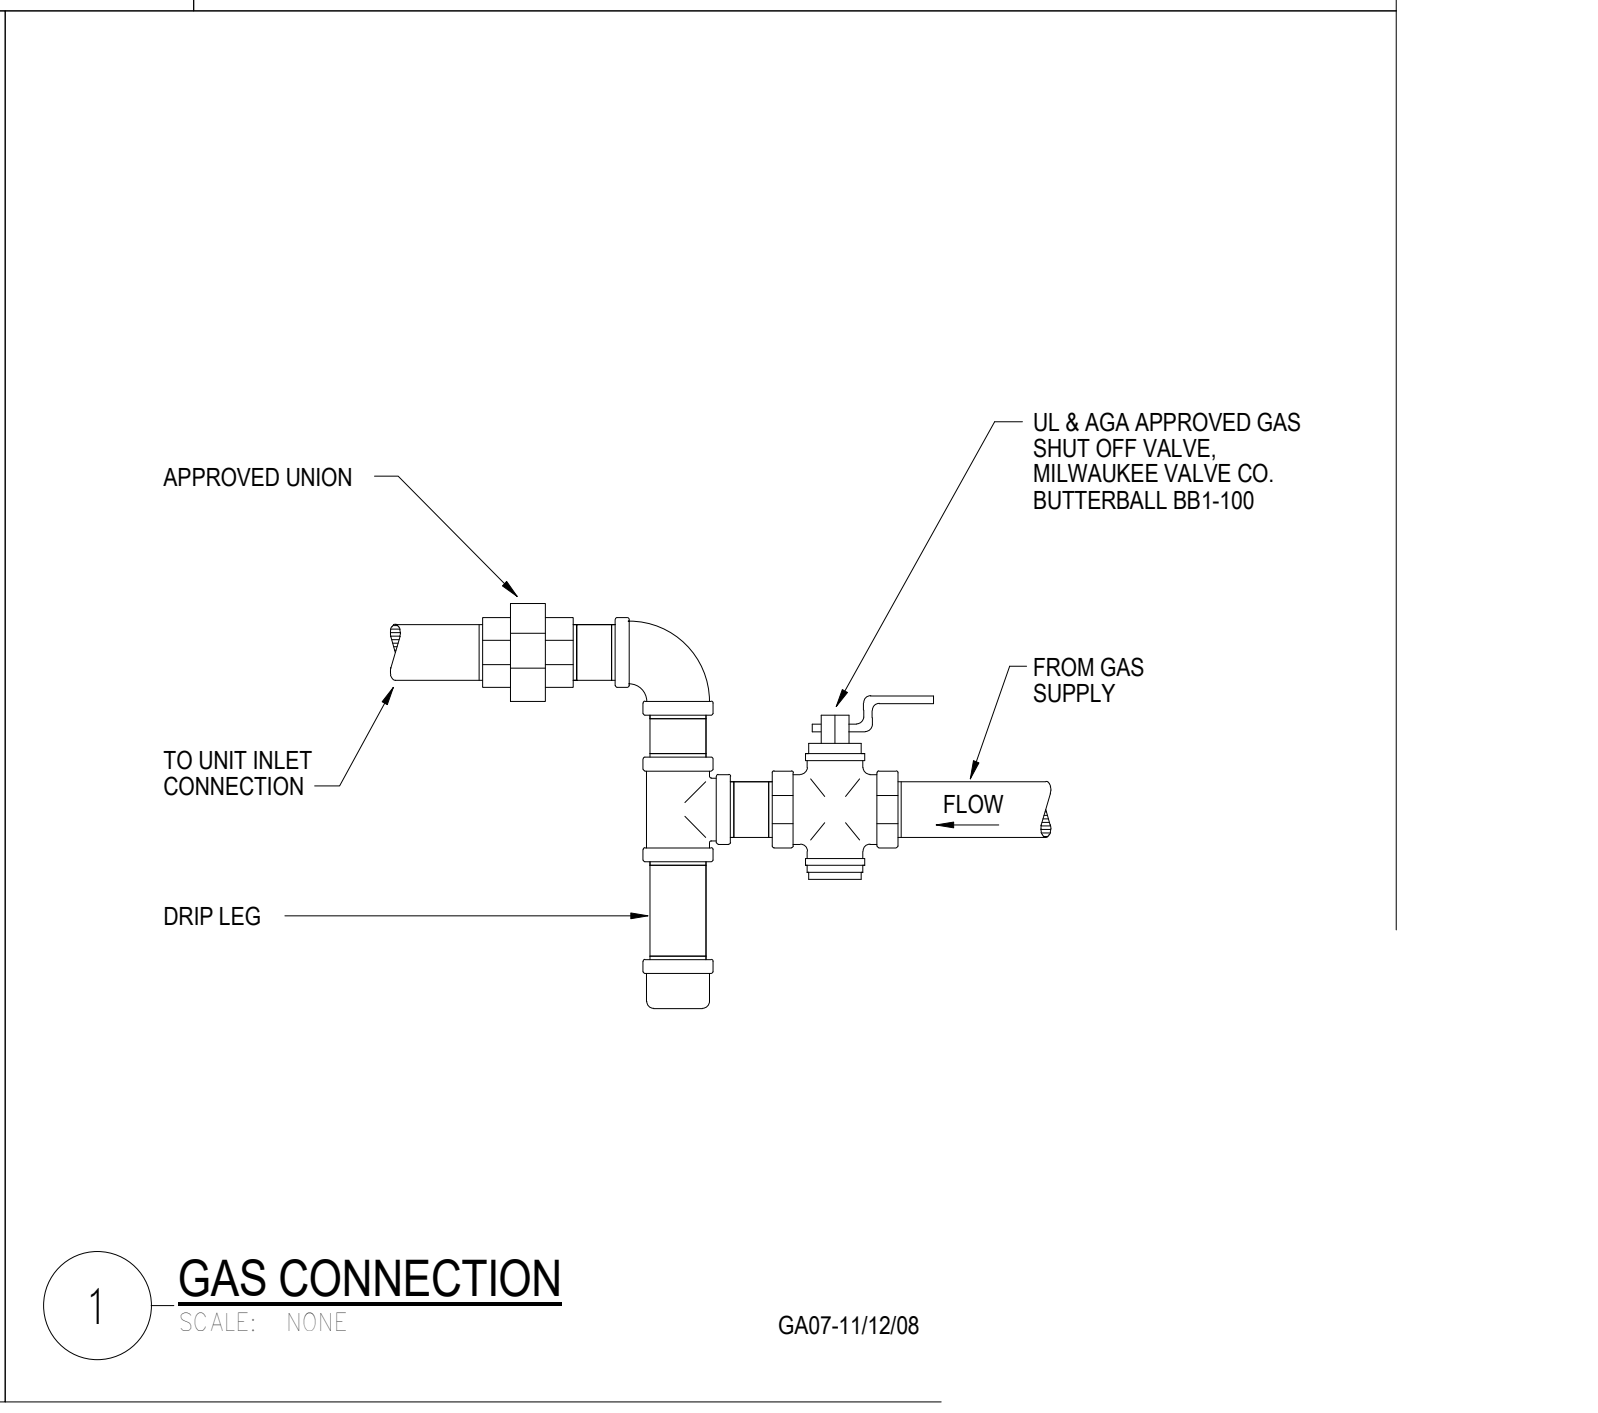 UL & AGA APPROVED GAS
SHUT OFF VALVE,
MILWAUKEE VALVE CO.
BUTTERBALL BB1-100
APPROVED UNION
FROM GAS
SUPPLY
TO UNIT INLET
CONNECTION
FLOW
DRIP LEG
1
GAS CONNECTION
SCALE: NONE
GA07-11/12/08